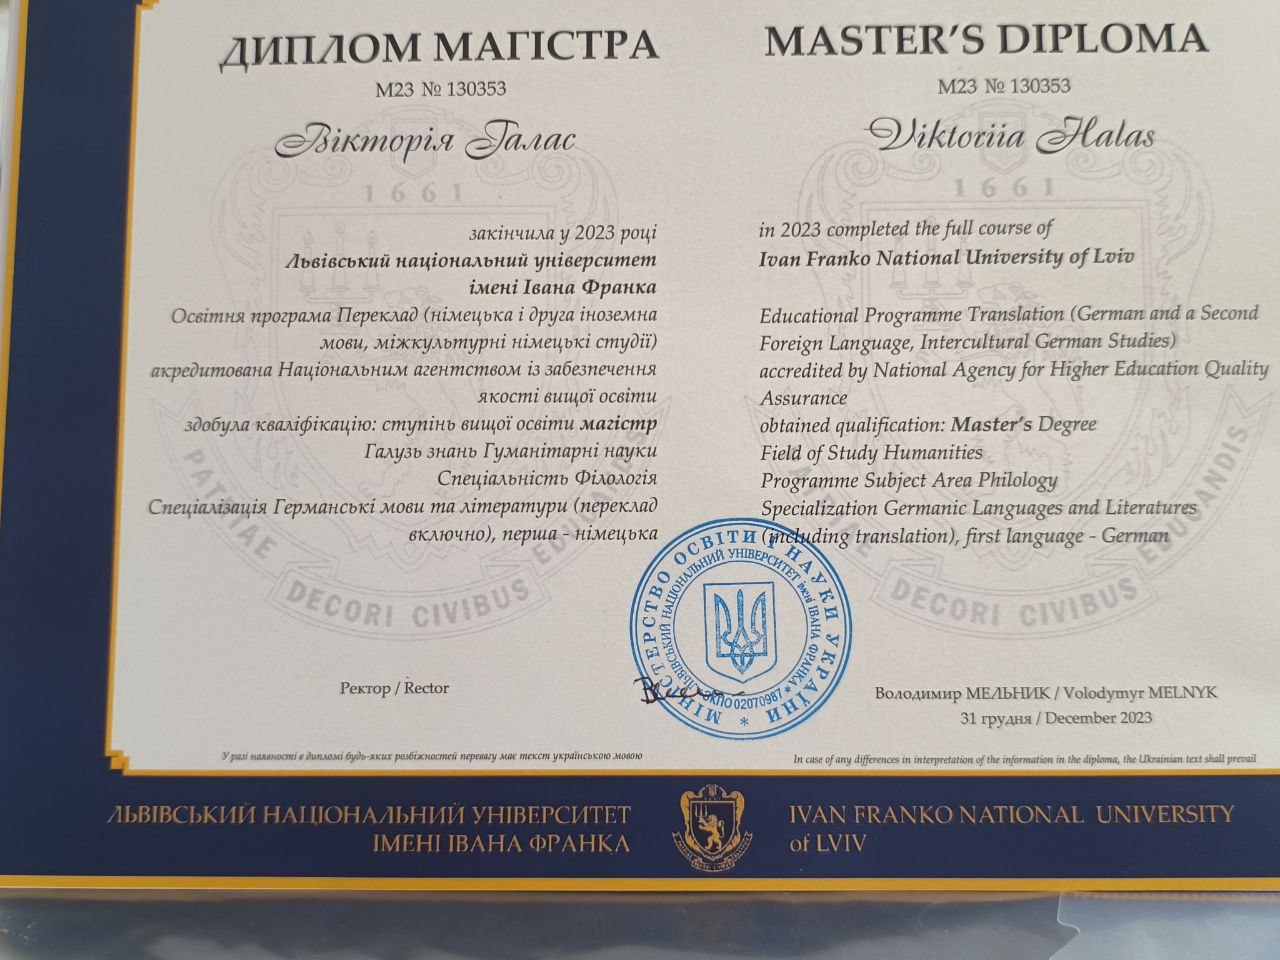 ДИПЛОМ МАГІСТРА
М23 № 130353
Вікторія Галас
1661
закінчила у 2023 році
Львівський національний університет
імені Івана Франка
Освітня програма Переклад (німецька і друга іноземна
мови, міжкультурні німецькі студії)
акредитована Національним агентством із забезпечення
якості вищої освіти
здобула кваліфікацію: ступінь вищої освіти магістр
Галузь знань Гуманітарні науки
Спеціальність Філологія
Спеціалізація Германські мови та літератури (переклад
включно), перша - німецька
PATRIAE DECORI CIVIBUS EDUCANDIS
MASTER'S DIPLOMA
M23 № 130353
Viktoriia Halas
1661
in 2023 completed the full course of
Ivan Franko National University of Lviv
Educational Programme Translation (German and a Second
Foreign Language, Intercultural German Studies)
accredited by National Agency for Higher Education Quality
Assurance
obtained qualification: Master's Degree
Field of Study Humanities
Programme Subject Area Philology
Specialization Germanic Languages and Literatures
(including translation), first language - German
PATRIAE DECORI CIVIBUS EDUCANDIS
МІНІСТЕРСТВО ОСВІТИ І НАУКИ УКРАЇНИ *
ЛЬВІВСЬКИЙ НАЦІОНАЛЬНИЙ УНІВЕРСИТЕТ імені ІВАНА ФРАНКА *
02070987
Ректор / Rector
Володимир МЕЛЬНИК / Volodymyr MELNYK
31 грудня / December 2023
У разі наявності в дипломі будь-яких розбіжностей перевагу має текст українською мовою
In case of any differences in interpretation of the information in the diploma, the Ukrainian text shall prevail
ЛЬВІВСЬКИЙ НАЦІОНАЛЬНИЙ УНІВЕРСИТЕТ
ІМЕНІ ІВАНА ФРАНКА
IVAN FRANKO NATIONAL UNIVERSITY
of LVIV